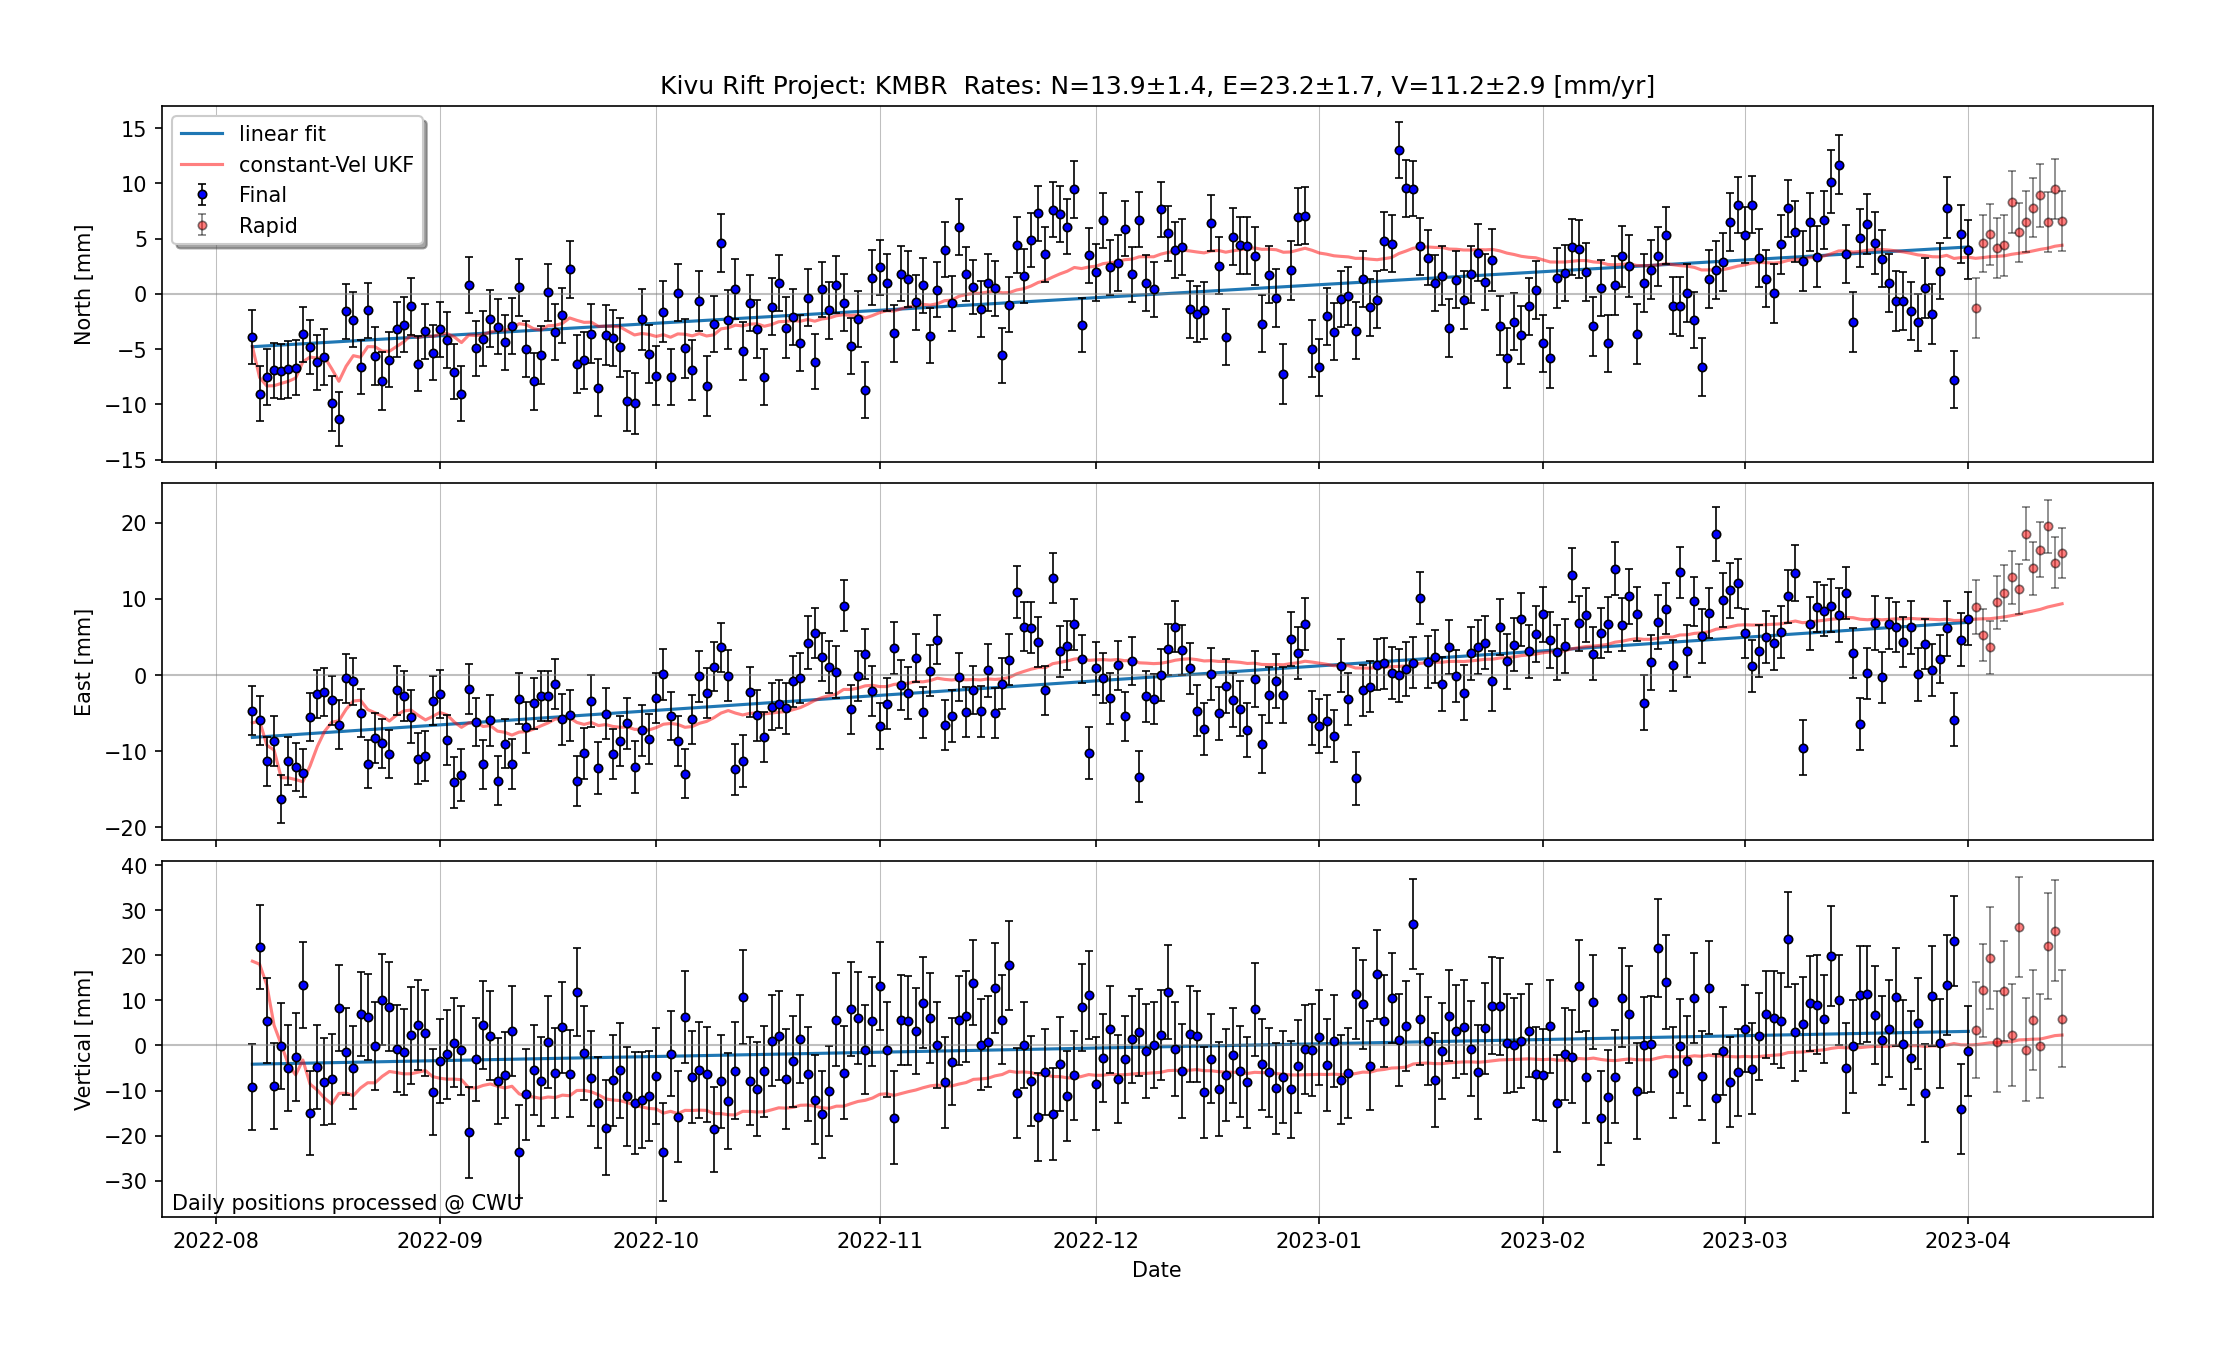 Kivu Rift Project: KMBR  Rates: N=13.9±1.4, E=23.2±1.7, V=11.2±2.9 [mm/yr]
linear fit
constant-Vel UKF
Final
Rapid
North [mm]
15
10
5
0
−5
−10
−15
East [mm]
20
10
0
−10
−20
Vertical [mm]
40
30
20
10
0
−10
−20
−30
Daily positions processed @ CWU
2022-08 2022-09 2022-10 2022-11 2022-12 2023-01 2023-02 2023-03 2023-04
Date